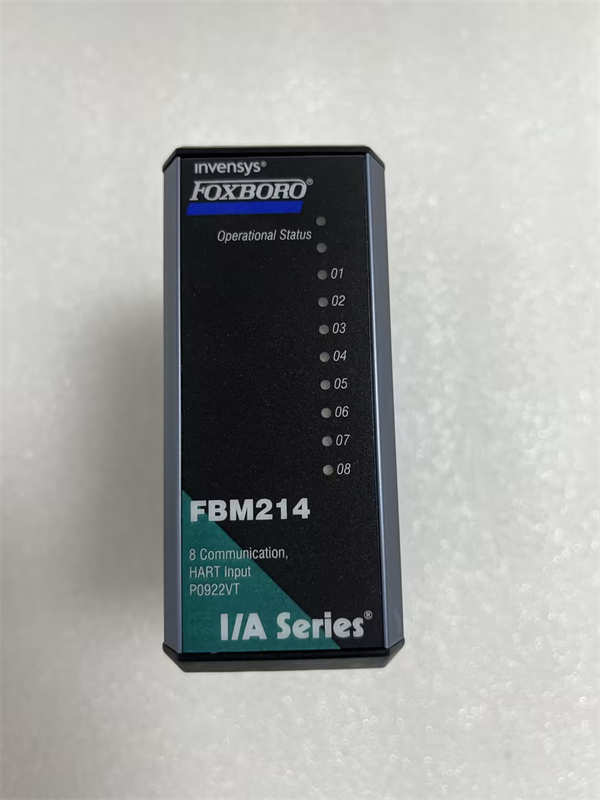 invensys®
FOXBORO®
Operational Status
01
02
03
04
05
06
07
08
FBM214
8 Communication,
HART Input
P0922VT
I/A Series®